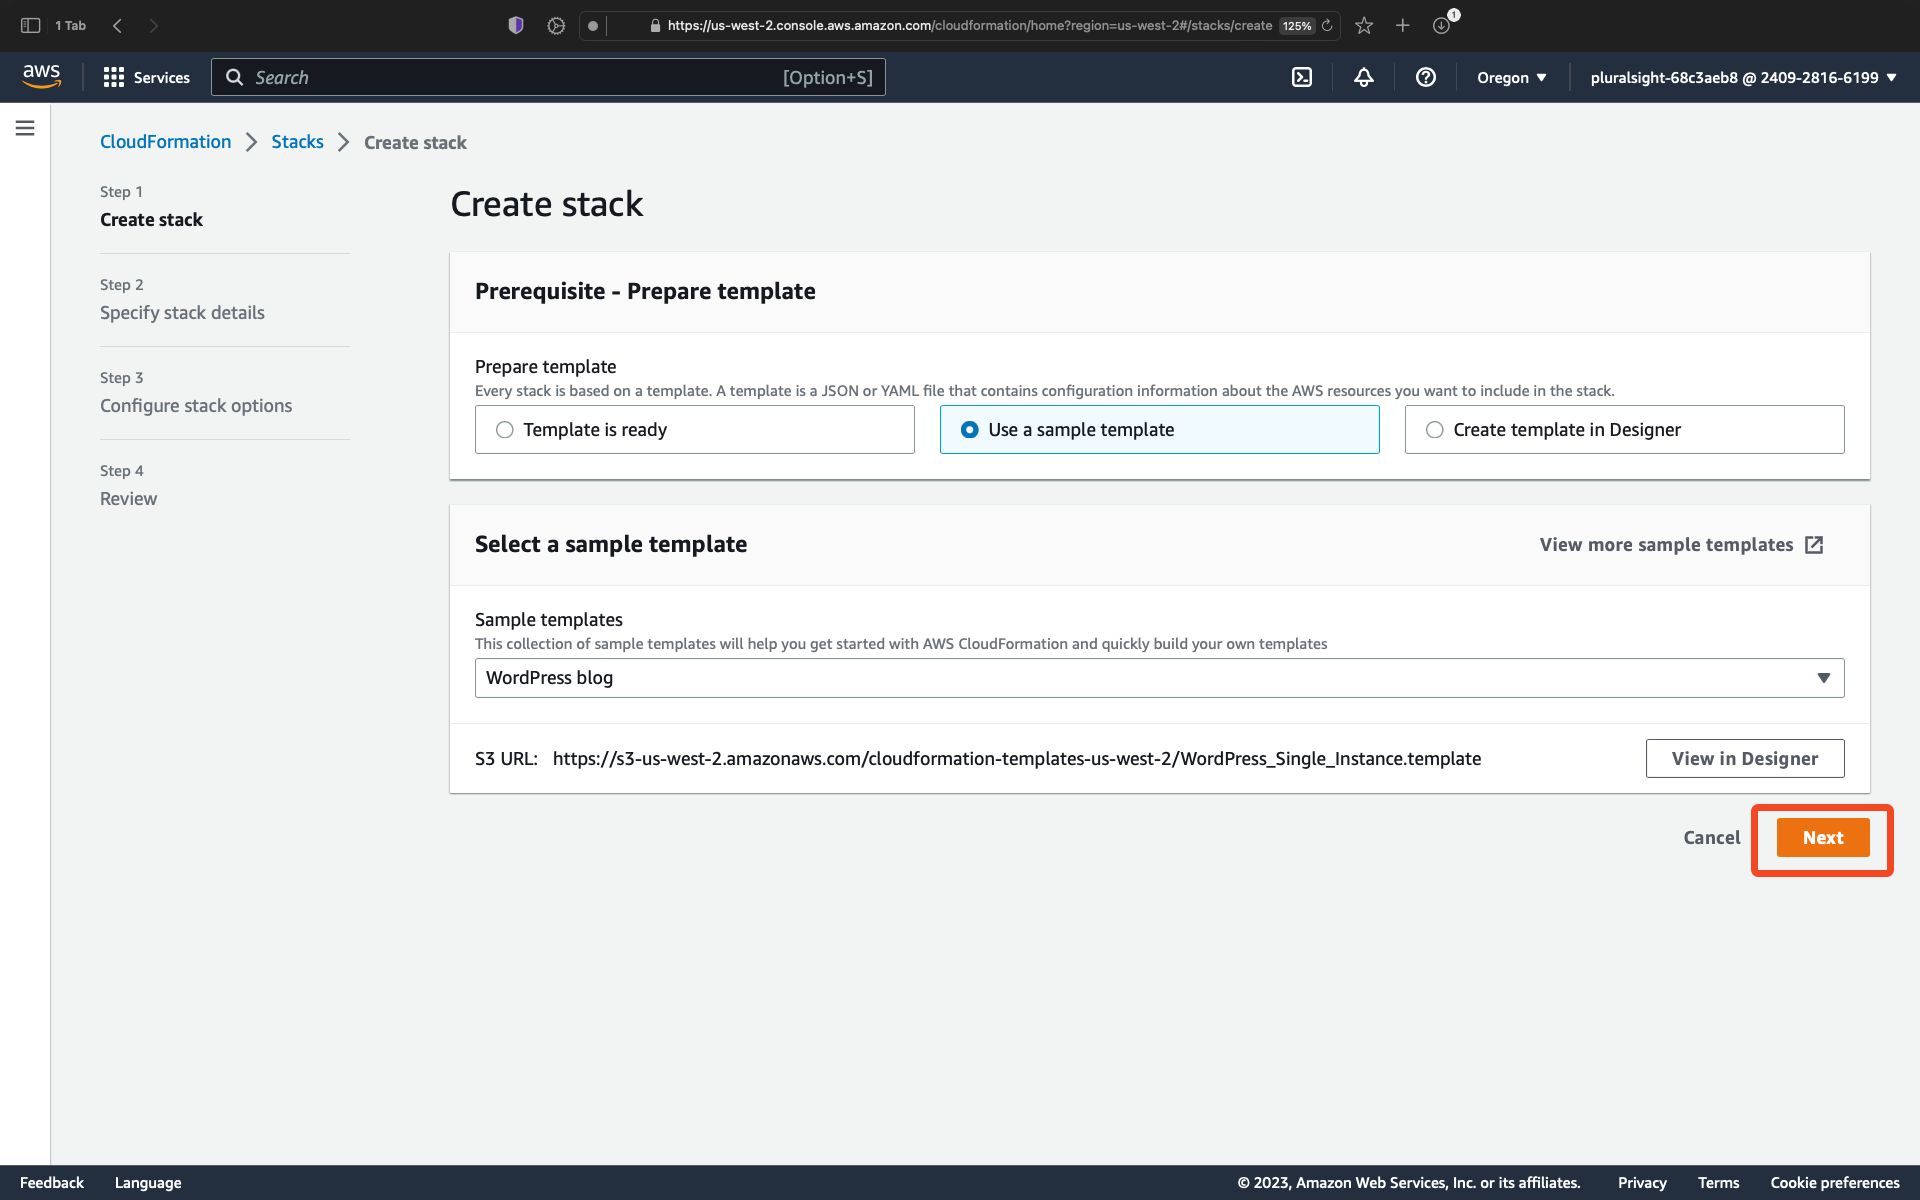 1 Tab
https://us-west-2.console.aws.amazon.com/cloudformation/home?region=us-west-2#/stacks/create
125%
1
aws
Services
Search
[Option+S]
Oregon
pluralsight-68c3aeb8 @ 2409-2816-6199
CloudFormation
Stacks
Create stack
Step 1
Create stack
Step 2
Specify stack details
Step 3
Configure stack options
Step 4
Review
Create stack
Prerequisite - Prepare template
Prepare template
Every stack is based on a template. A template is a JSON or YAML file that contains configuration information about the AWS resources you want to include in the stack.
Template is ready
Use a sample template
Create template in Designer
Select a sample template
View more sample templates
Sample templates
This collection of sample templates will help you get started with AWS CloudFormation and quickly build your own templates
WordPress blog
S3 URL: https://s3-us-west-2.amazonaws.com/cloudformation-templates-us-west-2/WordPress_Single_Instance.template
View in Designer
Cancel
Next
Feedback
Language
© 2023, Amazon Web Services, Inc. or its affiliates.
Privacy
Terms
Cookie preferences